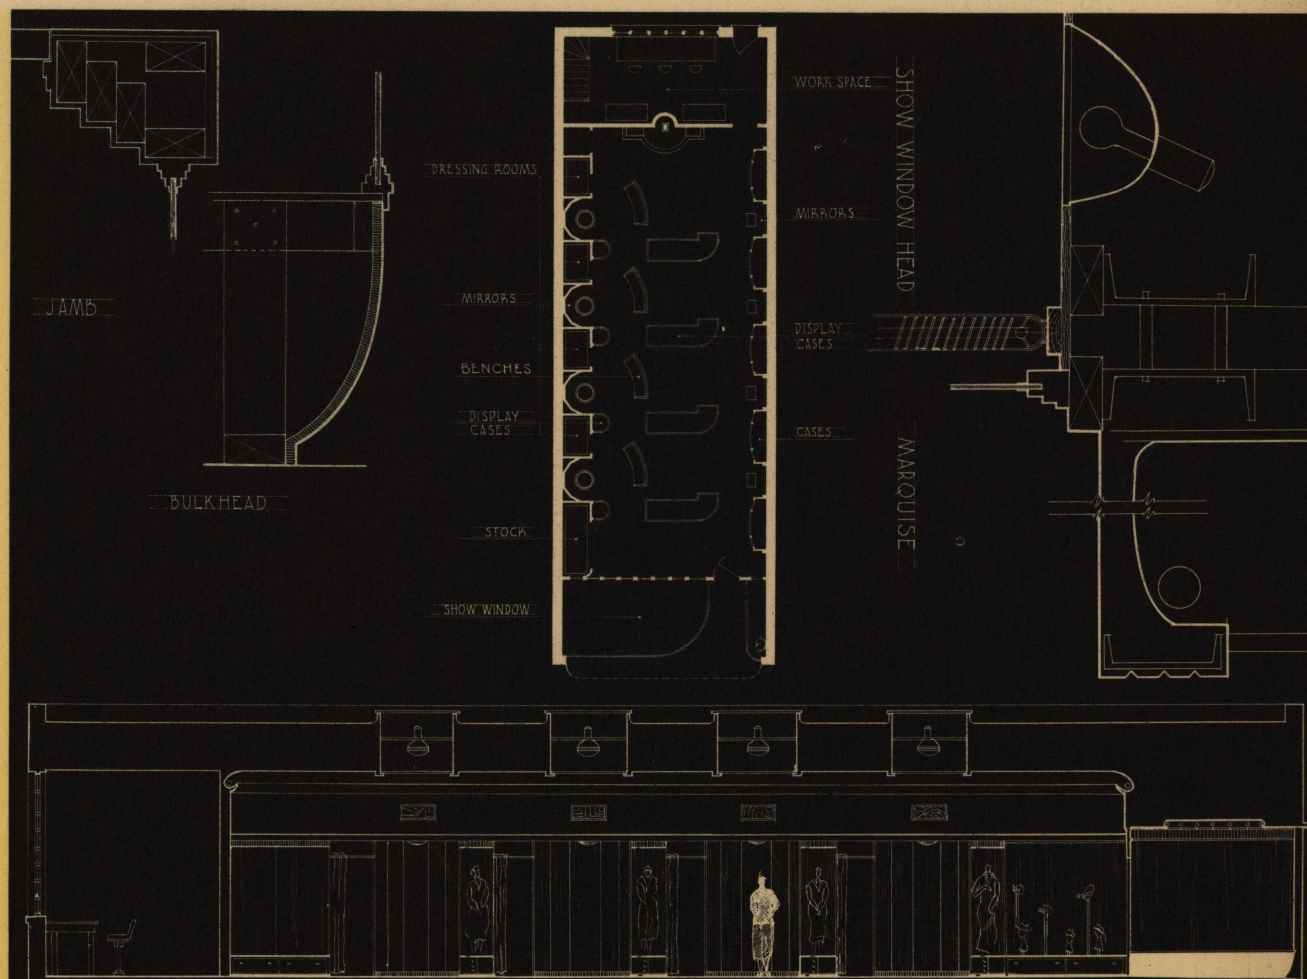 JAMB
BULKHEAD
DRESSING ROOMS
MIRRORS
BENCHES
DISPLAY
CASES
STOCK
SHOW WINDOW
WORK SPACE
MIRRORS
DISPLAY
CASES
CASES
SHOW WINDOW HEAD
MARQUISE